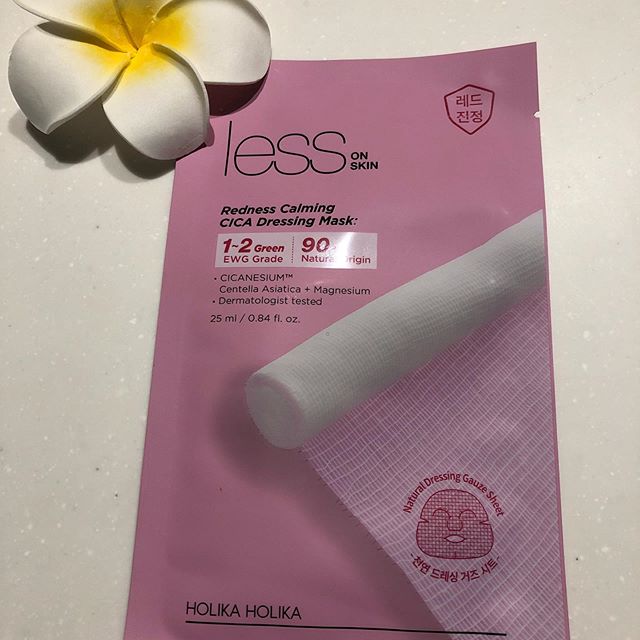 레드
진정
less ON
SKIN
Redness Calming
CICA Dressing Mask:
1~2 Green
EWG Grade
90
Natural Origin
• CICANESIUM™
Centella Asiatica + Magnesium
• Dermatologist tested
25 ml / 0.84 fl. oz.
Natural Dressing Gauze Sheet
- 천연 드레싱 거즈 시트 -
HOLIKA HOLIKA